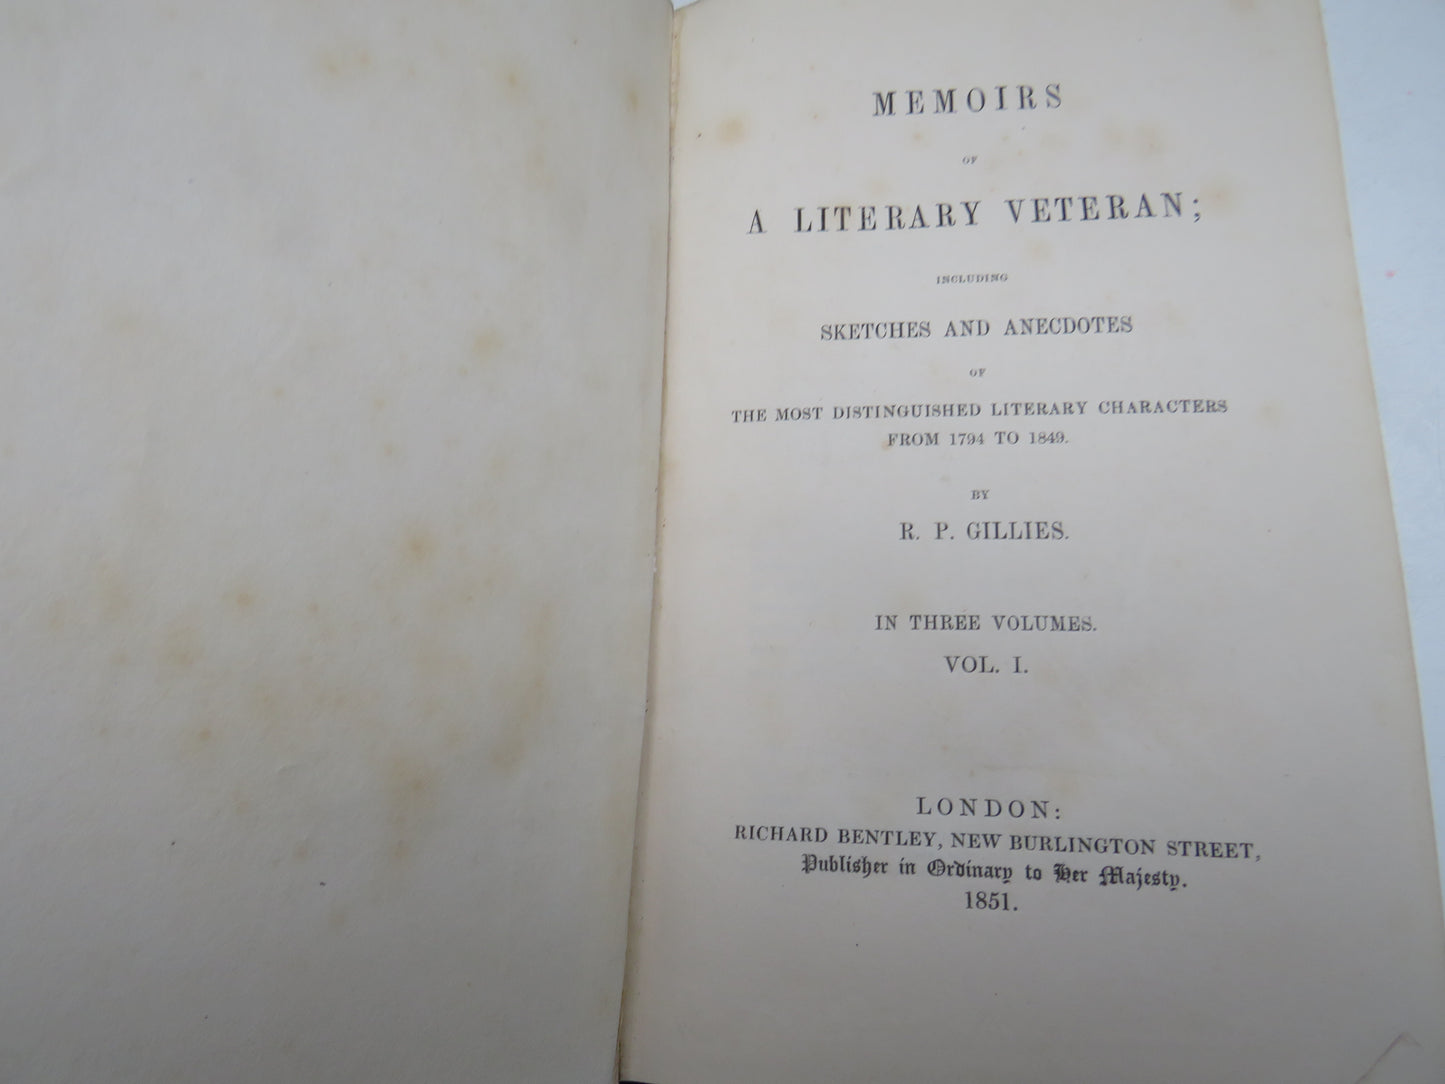 MEMOIRS
OF
A LITERARY VETERAN;
INCLUDING
SKETCHES AND ANECDOTES
OF
THE MOST DISTINGUISHED LITERARY CHARACTERS
FROM 1794 TO 1849.
BY
R. P. GILLIES.
IN THREE VOLUMES.
VOL. I.
LONDON:
RICHARD BENTLEY, NEW BURLINGTON STREET,
Publisher in Ordinary to Her Majesty.
1851.